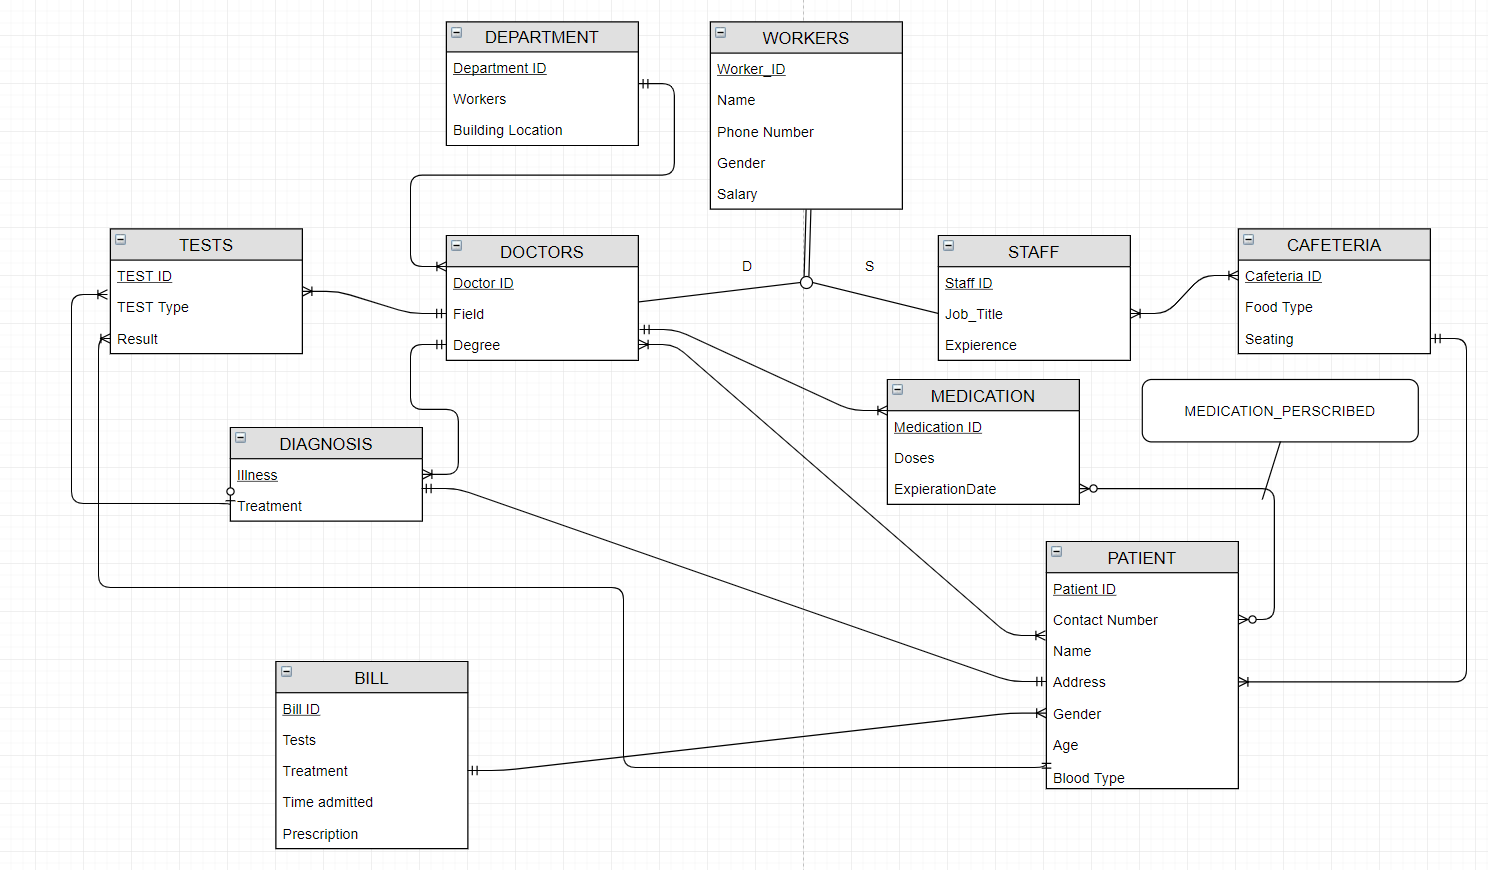 DEPARTMENT
Department ID
Workers
Building Location
WORKERS
Worker_ID
Name
Phone Number
Gender
Salary
TESTS
TEST ID
TEST Type
Result
DOCTORS
Doctor ID
Field
Degree
D
S
STAFF
Staff ID
Job_Title
Expierence
CAFETERIA
Cafeteria ID
Food Type
Seating
MEDICATION
Medication ID
Doses
ExpierationDate
MEDICATION_PERSCRIBED
DIAGNOSIS
Illness
Treatment
PATIENT
Patient ID
Contact Number
Name
Address
Gender
Age
Blood Type
BILL
Bill ID
Tests
Treatment
Time admitted
Prescription